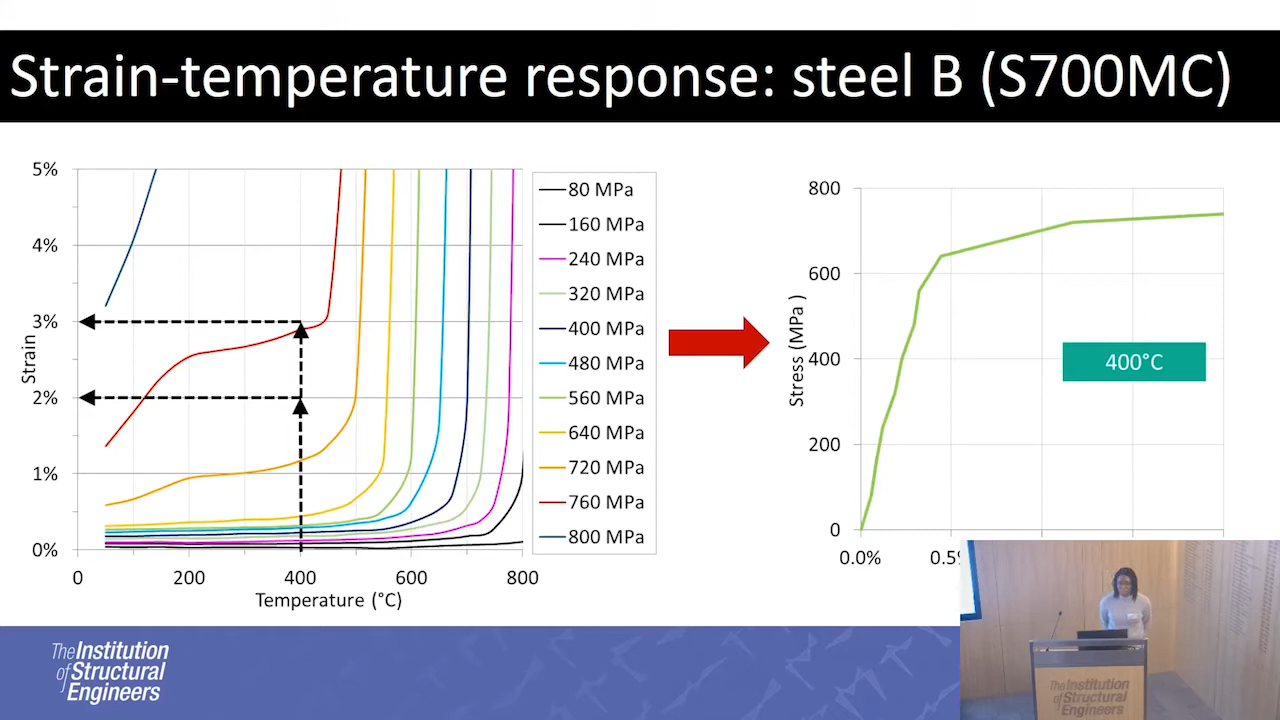 Strain-temperature response: steel B (S700MC)
5%
4%
3%
2%
1%
0%
Strain
0
200
400
600
800
Temperature (°C)
80 MPa
160 MPa
240 MPa
320 MPa
400 MPa
480 MPa
560 MPa
640 MPa
720 MPa
760 MPa
800 MPa
800
600
400
200
0
Stress (MPa )
400°C
0.0%
The Institution
of Structural
Engineers
The Institution
of Structural
Engineers